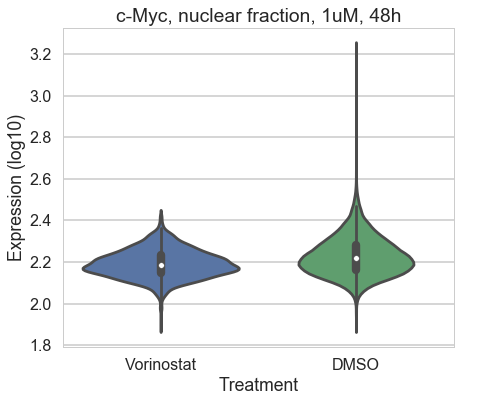 c-Myc, nuclear fraction, 1uM, 48h
3.2
3.0
2.8
2.6
2.4
2.2
2.0
1.8
Expression (log10)
Vorinostat DMSO
Treatment